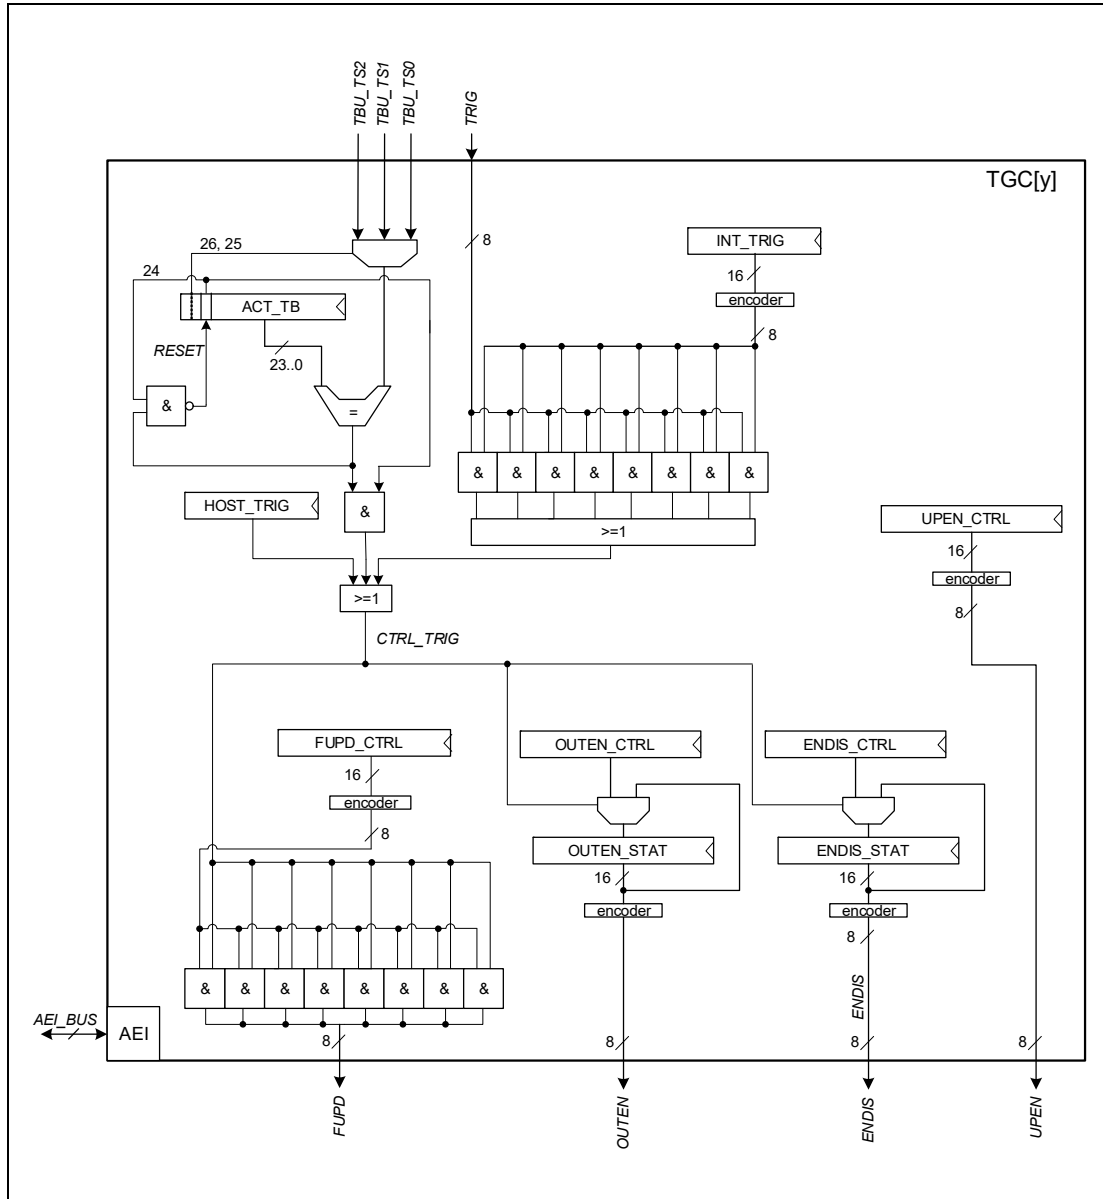 TBU_TS2
TBU_TS1
TBU_TS0
TRIG
TGC[y]
26, 25
8
INT_TRIG
24
16
ACT_TB
encoder
RESET
23..0
8
&
=
& & & & & & & &
HOST_TRIG
&
>=1
UPEN_CTRL
16
encoder
>=1
8
CTRL_TRIG
FUPD_CTRL
OUTEN_CTRL
ENDIS_CTRL
16
encoder
8
OUTEN_STAT
ENDIS_STAT
16
16
encoder
encoder
8
& & & & & & & &
ENDIS
AEI_BUS
AEI
8
8
8
8
FUPD
OUTEN
ENDIS
UPEN